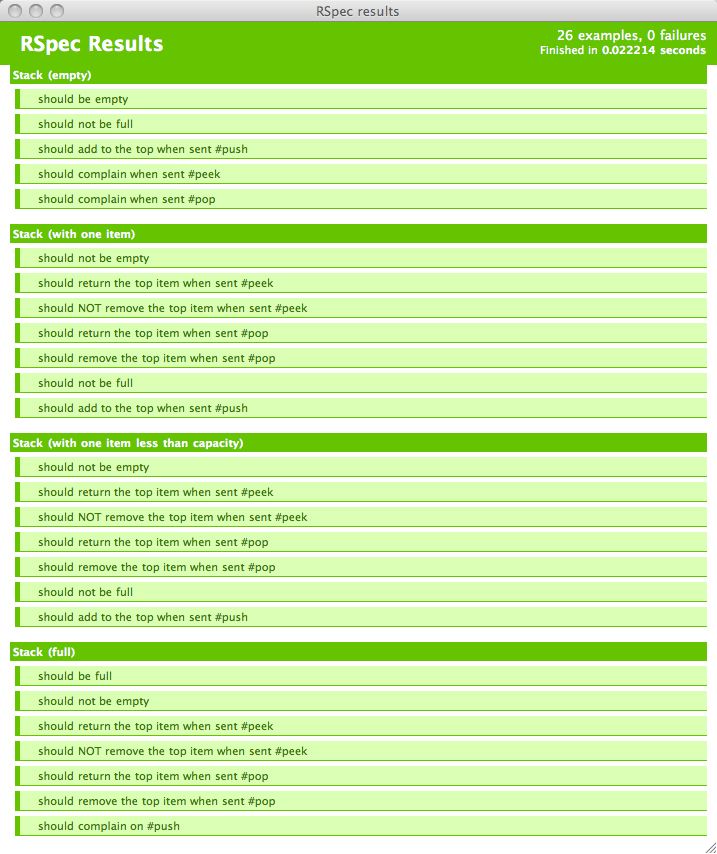 RSpec results
RSpec Results
26 examples, 0 failures
Finished in 0.022214 seconds
Stack (empty)
should be empty
should not be full
should add to the top when sent #push
should complain when sent #peek
should complain when sent #pop
Stack (with one item)
should not be empty
should return the top item when sent #peek
should NOT remove the top item when sent #peek
should return the top item when sent #pop
should remove the top item when sent #pop
should not be full
should add to the top when sent #push
Stack (with one item less than capacity)
should not be empty
should return the top item when sent #peek
should NOT remove the top item when sent #peek
should return the top item when sent #pop
should remove the top item when sent #pop
should not be full
should add to the top when sent #push
Stack (full)
should be full
should not be empty
should return the top item when sent #peek
should NOT remove the top item when sent #peek
should return the top item when sent #pop
should remove the top item when sent #pop
should complain on #push